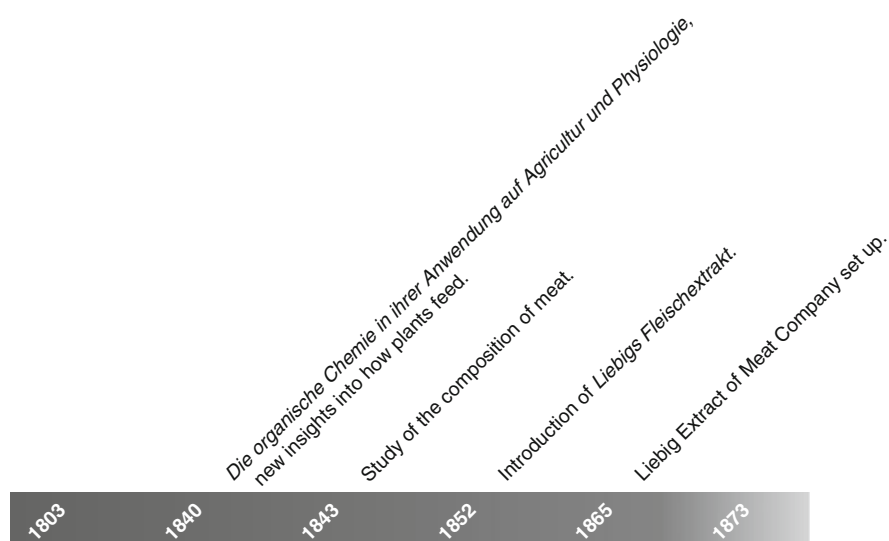 Die organische Chemie in ihrer Anwendung auf Agricultur und Physiologie,
new insights into how plants feed.
Study of the composition of meat.
Introduction of Liebigs Fleischextrakt.
Liebig Extract of Meat Company set up.
1803
1840
1843
1852
1865
1873